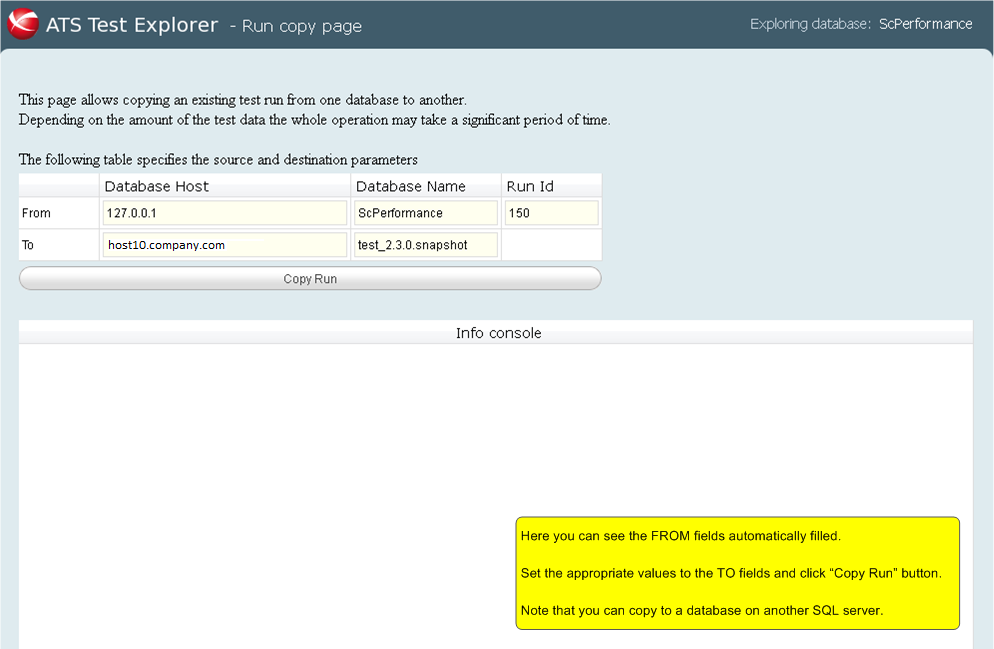 ATS Test Explorer - Run copy page
Exploring database: ScPerformance
This page allows copying an existing test run from one database to another.
Depending on the amount of the test data the whole operation may take a significant period of time.
The following table specifies the source and destination parameters
Database Host Database Name Run Id
From 127.0.0.1 ScPerformance 150
To host10.company.com test_2.3.0.snapshot
Copy Run
Info console
Here you can see the FROM fields automatically filled.
Set the appropriate values to the TO fields and click “Copy Run” button.
Note that you can copy to a database on another SQL server.